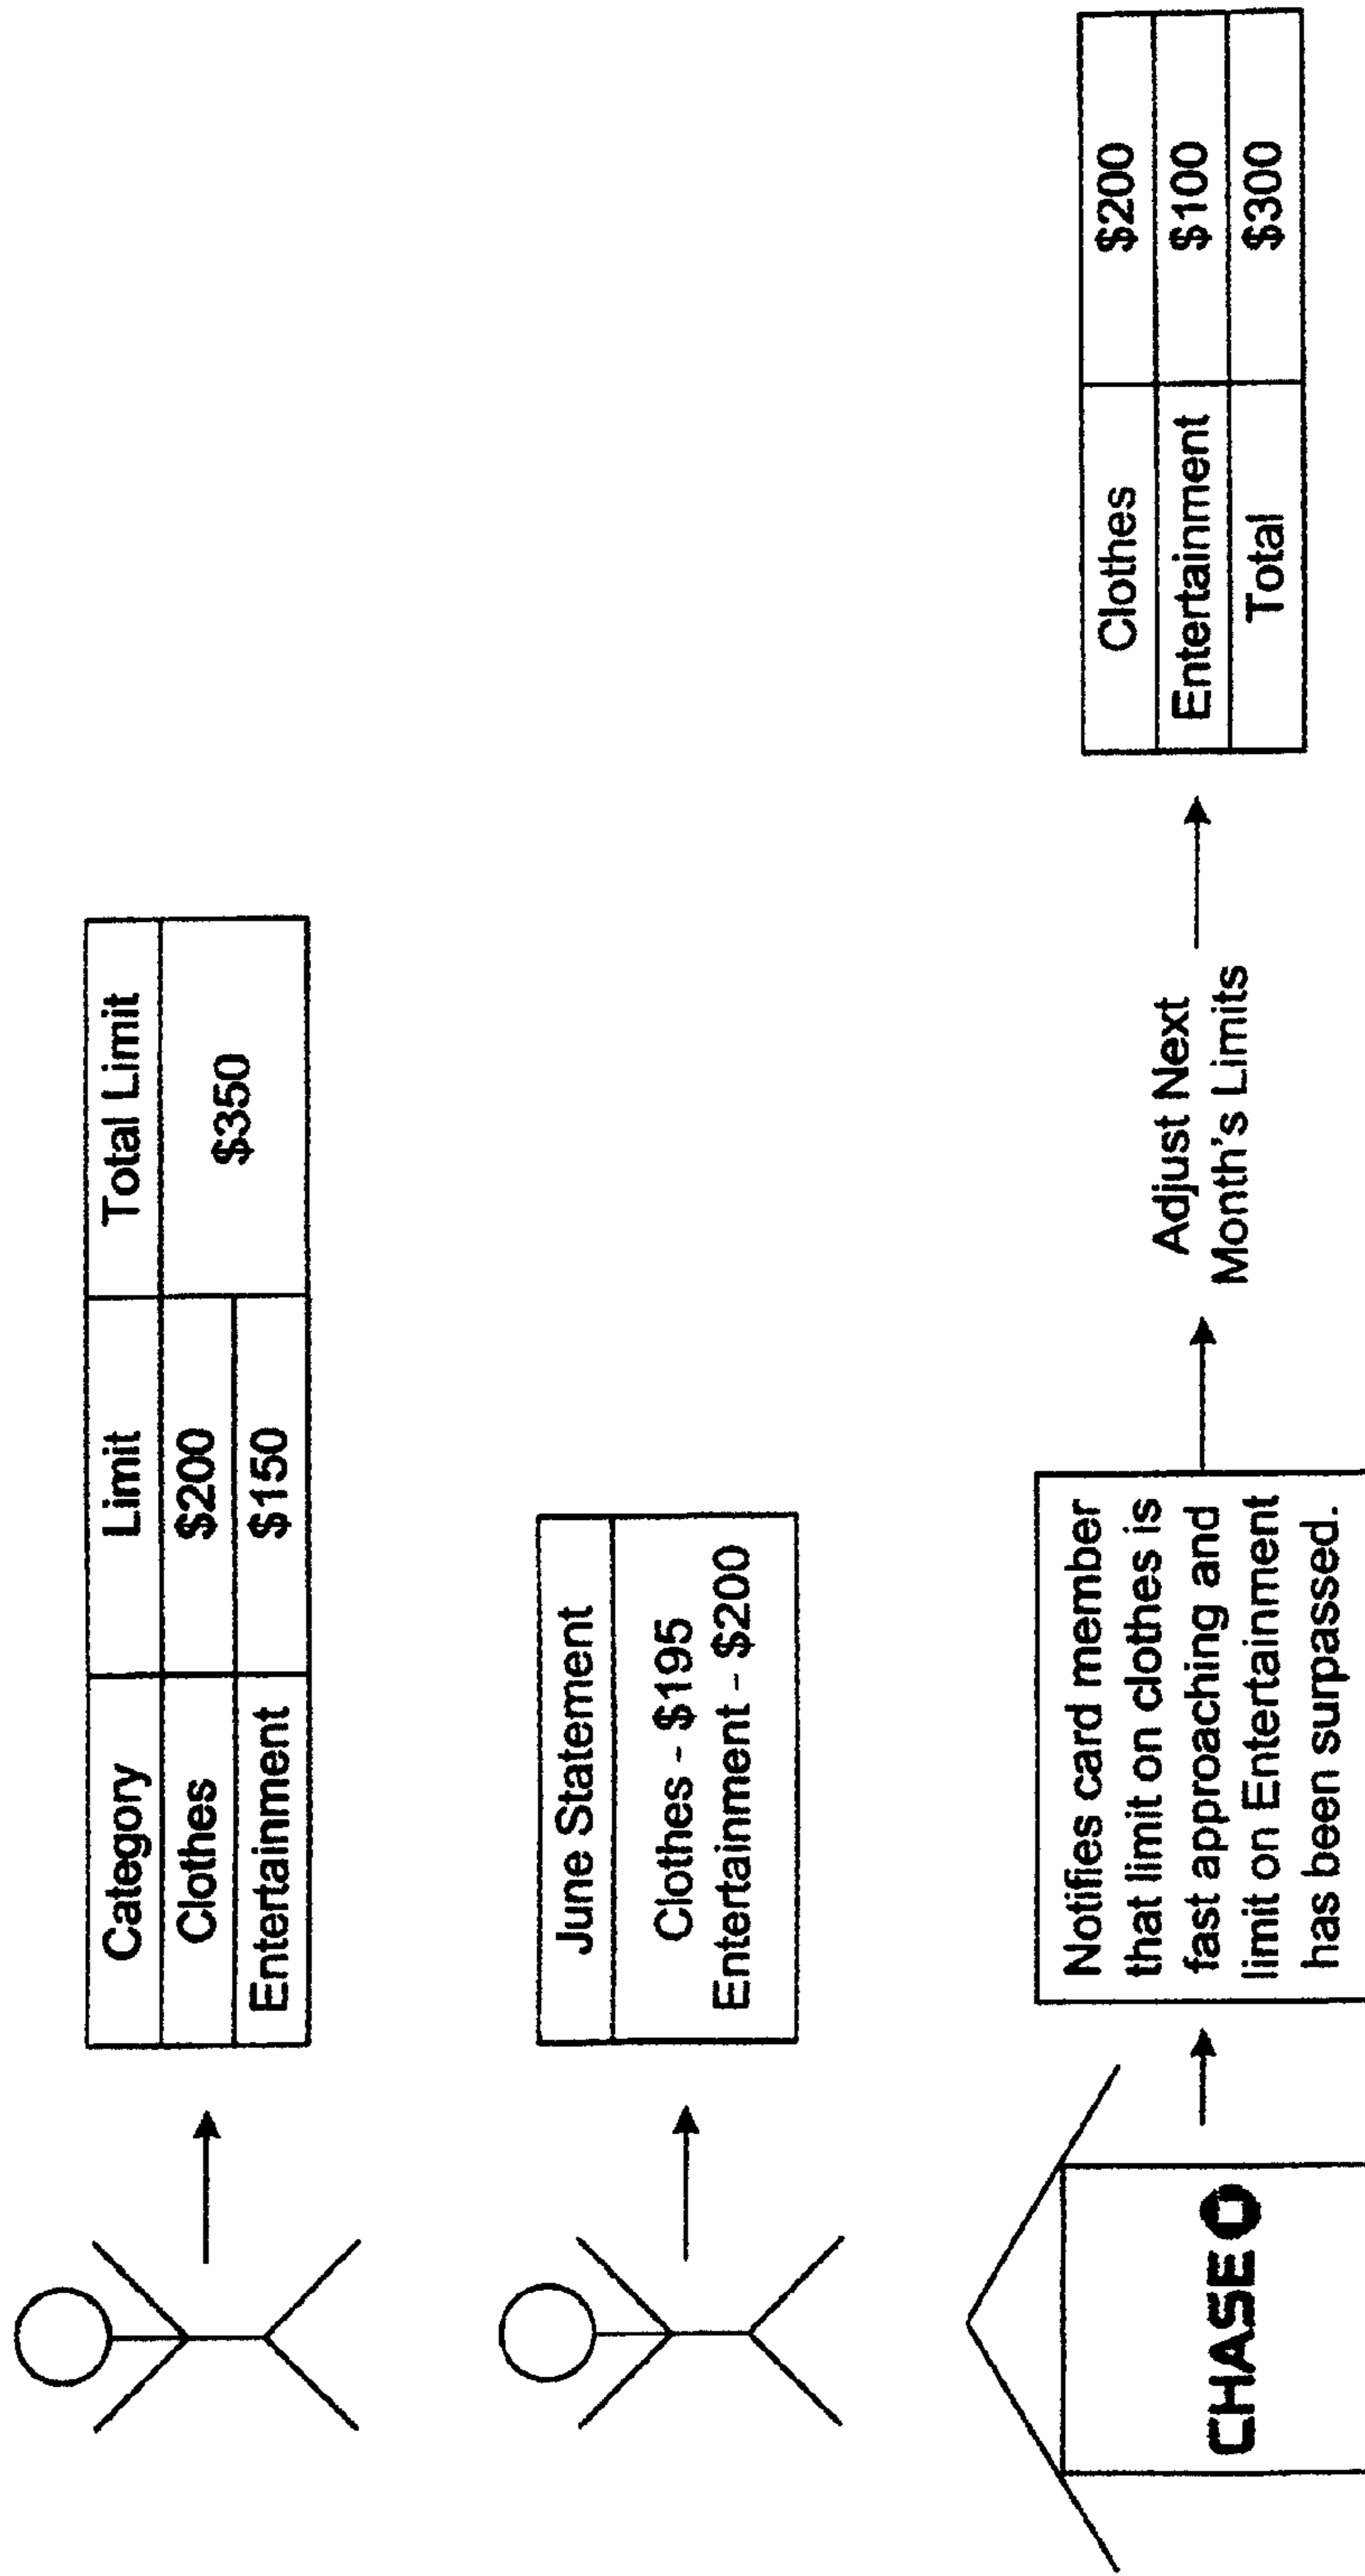 Category Limit Total Limit
Clothes $200 $350
Entertainment $150
June Statement
Clothes - $195
Entertainment - $200
CHASE
Notifies card member
that limit on clothes is
fast approaching and
limit on Entertainment
has been surpassed.
Adjust Next
Month's Limits
Clothes $200
Entertainment $100
Total $300